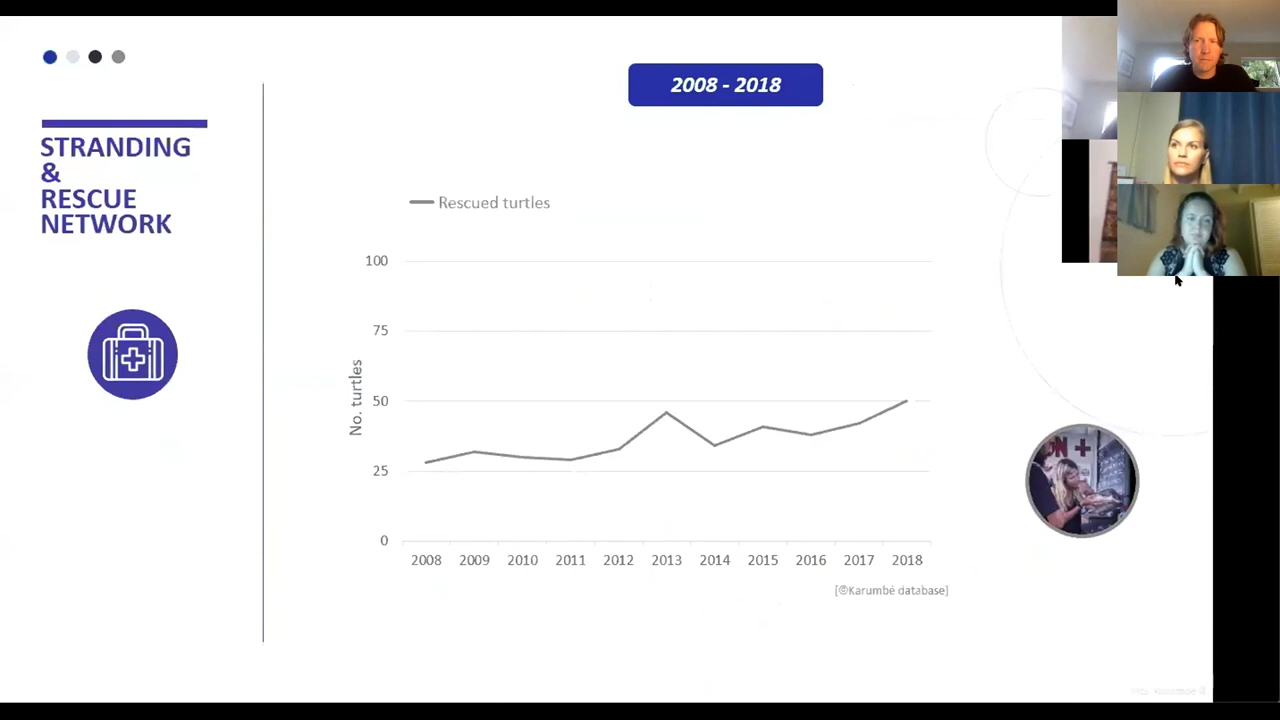 2008 - 2018
STRANDING
&
RESCUE
NETWORK
Rescued turtles
100
75
50
25
0
No. turtles
2008 2009 2010 2011 2012 2013 2014 2015 2016 2017 2018
[©Karumbé database]